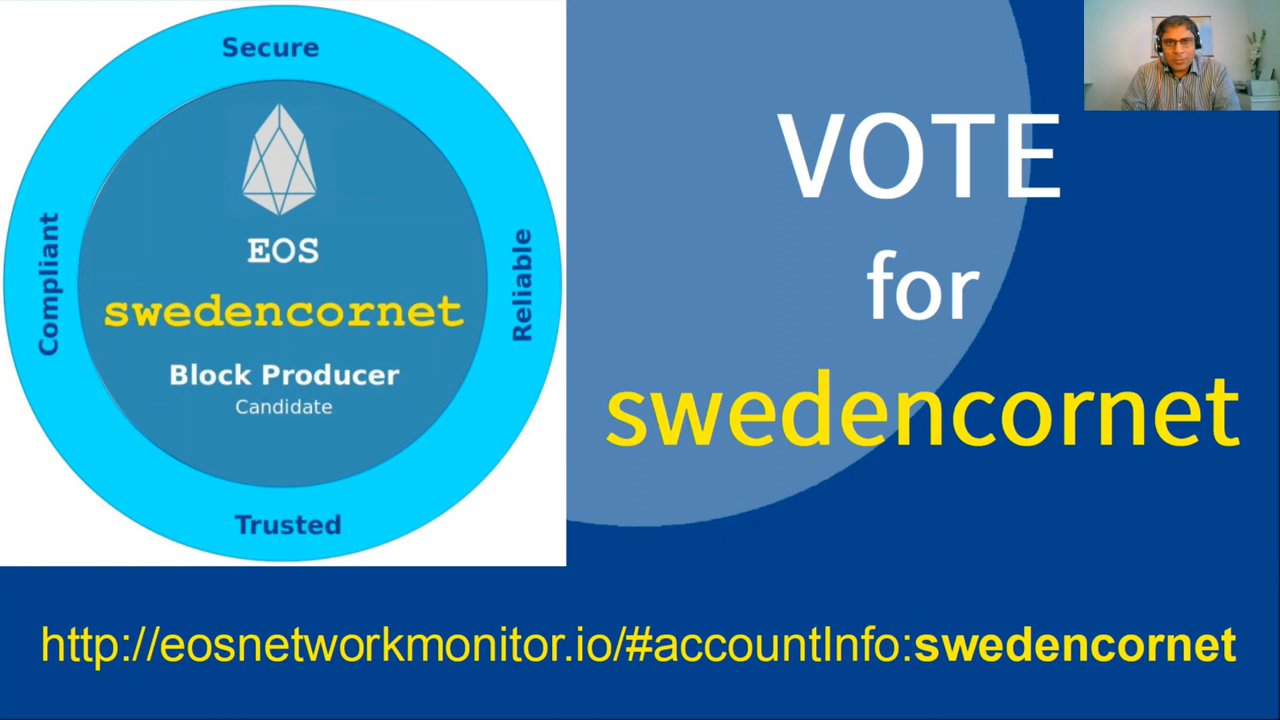 Secure
Compliant
Reliable
EOS
swedencornet
Block Producer
Candidate
Trusted
VOTE
for
swedencornet
http://eosnetworkmonitor.io/#accountInfo:swedencornet